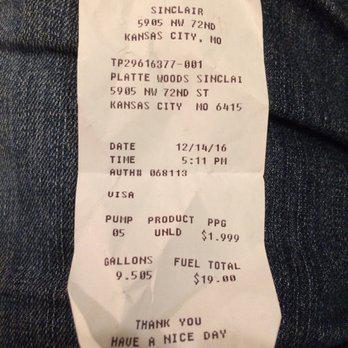 SINCLAIR
5905 NW 72ND
KANSAS CITY, MO
TP29616377-001
PLATTE WOODS SINCLAI
5905 NW 72ND ST
KANSAS CITY MO 6415
DATE 12/14/16
TIME 5:11 PM
AUTH# 068113
VISA
PUMP PRODUCT PPG
05 UNLD $1.999
GALLONS FUEL TOTAL
9.505 $19.00
THANK YOU
HAVE A NICE DAY